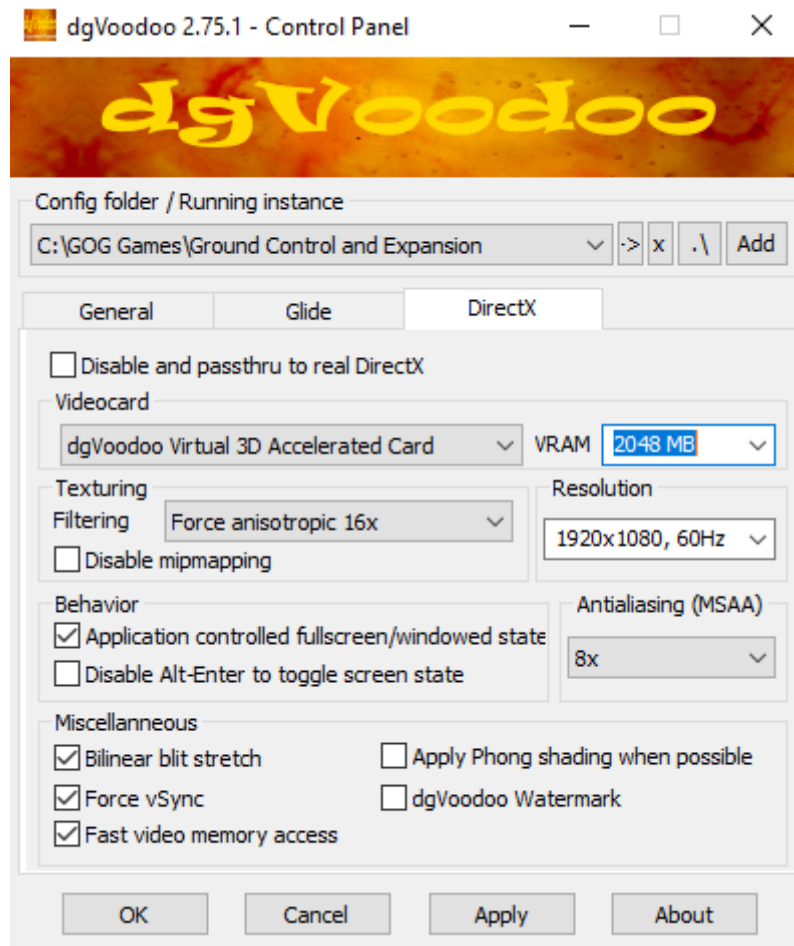 dgVoodoo 2.75.1 - Control Panel
dgVoodoo
Config folder / Running instance
C:\GOG Games\Ground Control and Expansion
-> x .\ Add
General Glide DirectX
Disable and passthru to real DirectX
Videocard
dgVoodoo Virtual 3D Accelerated Card VRAM 2048 MB
Texturing Resolution
Filtering Force anisotropic 16x 1920x1080, 60Hz
Disable mipmapping
Behavior Antialiasing (MSAA)
Application controlled fullscreen/windowed state
8x
Disable Alt-Enter to toggle screen state
Miscellaneous
Bilinear blit stretch Apply Phong shading when possible
Force vSync dgVoodoo Watermark
Fast video memory access
OK Cancel Apply About